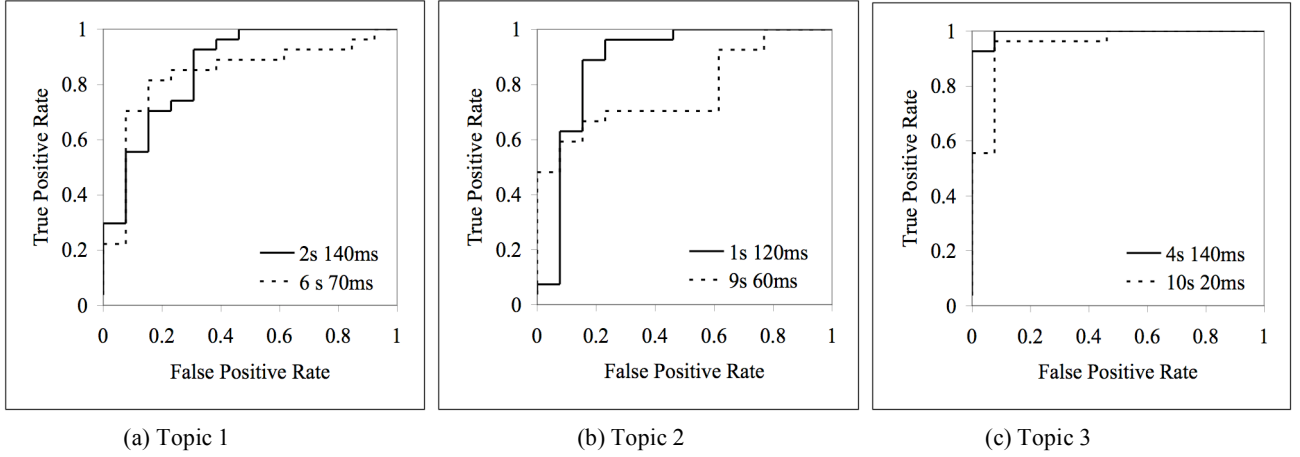 1
0.8
0.6
0.4
0.2
0
True Positive Rate
2s 140ms
6 s 70ms
0 0.2 0.4 0.6 0.8 1
False Positive Rate
(a) Topic 1
1
0.8
0.6
0.4
0.2
0
True Positive Rate
1s 120ms
9s 60ms
0 0.2 0.4 0.6 0.8 1
False Positive Rate
(b) Topic 2
1
0.8
0.6
0.4
0.2
0
True Positive Rate
4s 140ms
10s 20ms
0 0.2 0.4 0.6 0.8 1
False Positive Rate
(c) Topic 3